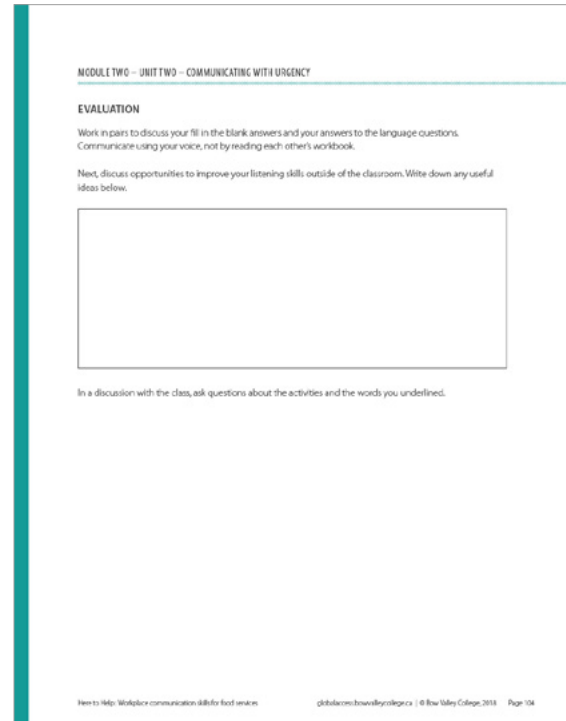 MODULE TWO – UNIT TWO – COMMUNICATING WITH URGENCY
EVALUATION
Work in pairs to discuss your fill in the blank answers and your answers to the language questions.
Communicate using your voice, not by reading each other's workbook.
Next, discuss opportunities to improve your listening skills outside of the classroom. Write down any useful
ideas below.
In a discussion with the class, ask questions about the activities and the words you underlined.
Here to Help: Workplace communication skills for food services globalaccess.bowvalleycollege.ca | © Bow Valley College, 2018 Page 104